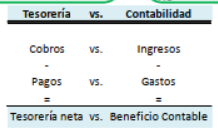 Tesorería vs. Contabilidad
Cobros vs. Ingresos
- -
Pagos vs. Gastos
= =
Tesorería neta vs. Beneficio Contable